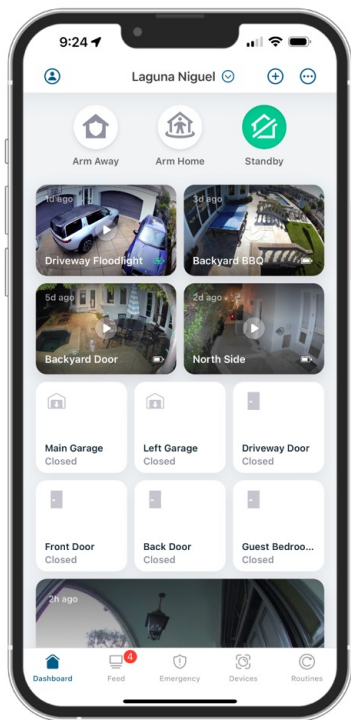 9:24
Laguna Niguel
Arm Away
Arm Home
Standby
1d ago
Driveway Floodlight
3d ago
Backyard BBQ
5d ago
Backyard Door
2d ago
North Side
Main Garage
Closed
Left Garage
Closed
Driveway Door
Closed
Front Door
Closed
Back Door
Closed
Guest Bedroo...
Closed
2h ago
Dashboard
4
Feed
Emergency
Devices
Routines